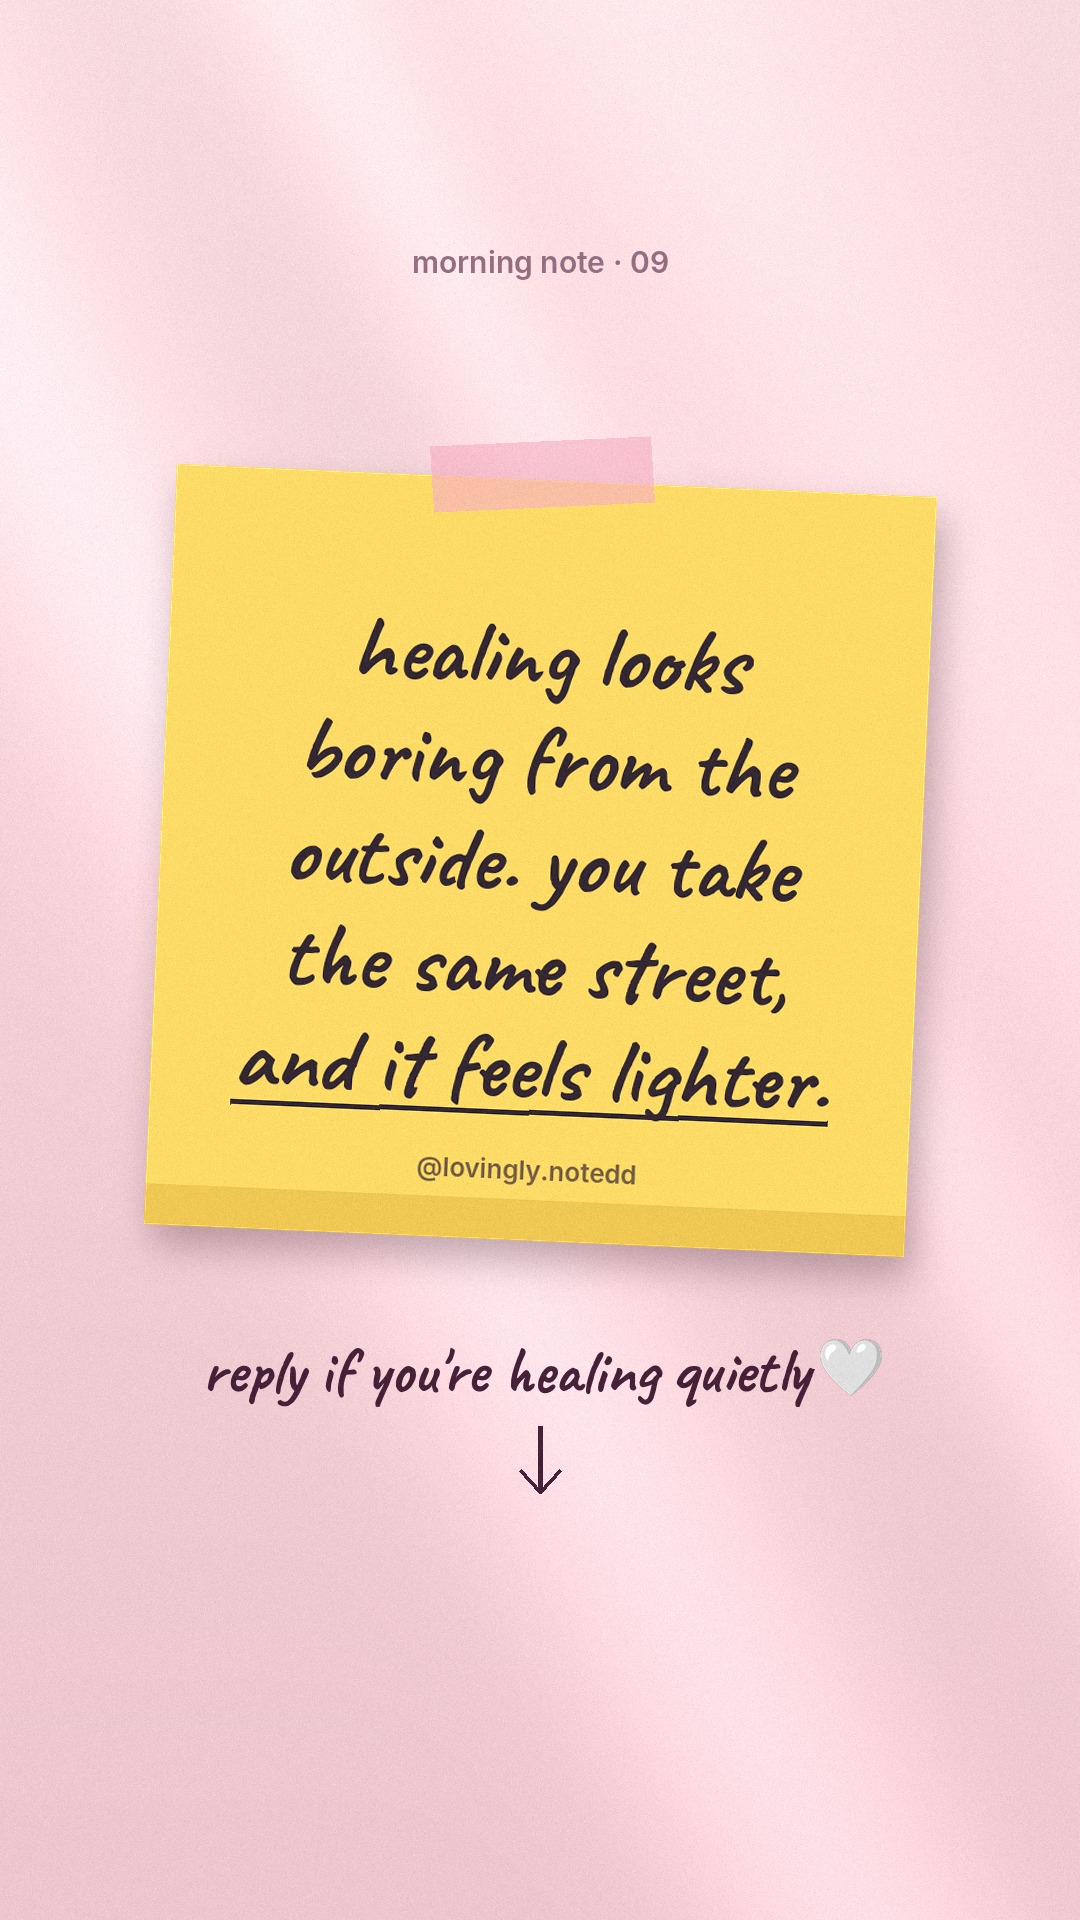 morning note · 09
healing looks
boring from the
outside. you take
the same street,
and it feels lighter.
@lovingly.notedd
reply if you're healing quietly🤍
↓